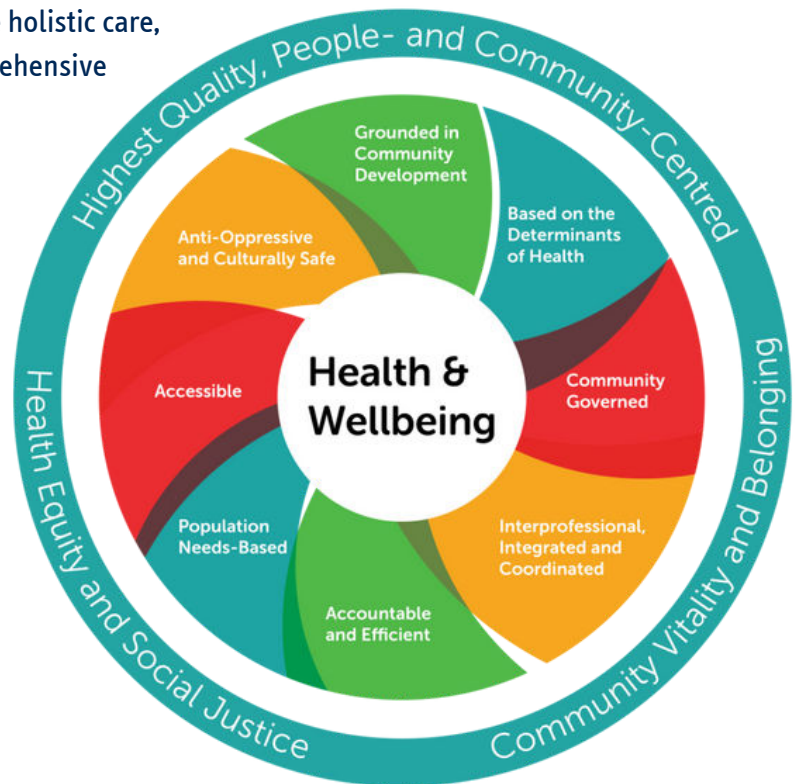 holistic care,
Highest Quality, People- and Community-Centred
Grounded in
Community
Development
Based on the
Determinants
of Health
Community
Governed
Interprofessional,
Integrated and
Coordinated
Accountable
and Efficient
Population
Needs-Based
Accessible
Anti-Oppressive
and Culturally Safe
Health &
Wellbeing
Community Vitality and Belonging
Health Equity and Social Justice